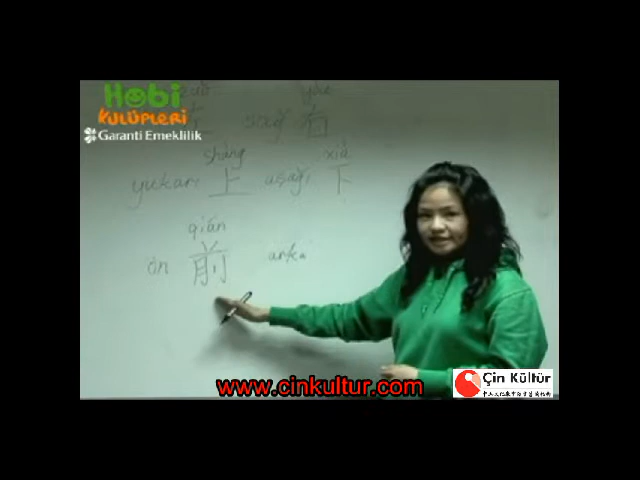 Hobi
KULÜPLERİ
Garanti Emeklilik
sağ 右
shàng xià
yukarı 上 aşağı 下
qián
ön 前 arka
www.cinkultur.com
Çin Kültür